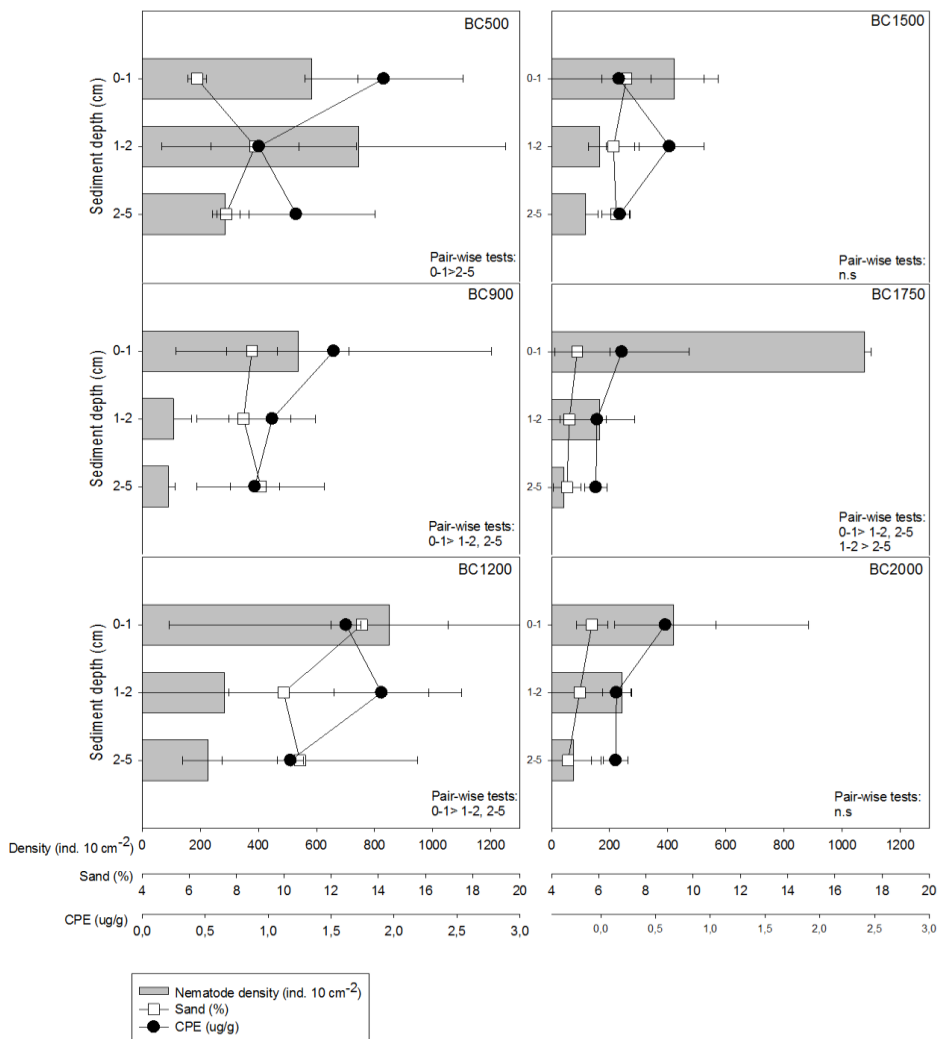 BC500
Sediment depth (cm)
0-1
1-2
2-5
Pair-wise tests:
0-1>2-5
BC1500
0-1
1-2
2-5
Pair-wise tests:
n.s
BC900
Sediment depth (cm)
0-1
1-2
2-5
Pair-wise tests:
0-1> 1-2, 2-5
BC1750
0-1
1-2
2-5
Pair-wise tests:
0-1> 1-2, 2-5
1-2 > 2-5
BC1200
Sediment depth (cm)
0-1
1-2
2-5
Pair-wise tests:
0-1> 1-2, 2-5
BC2000
0-1
1-2
2-5
Pair-wise tests:
n.s
Density (ind. 10 cm-2) 0 200 400 600 800 1000 1200 0 200 400 600 800 1000 1200
Sand (%) 4 6 8 10 12 14 16 18 20 4 6 8 10 12 14 16 18 20
CPE (ug/g) 0,0 0,5 1,0 1,5 2,0 2,5 3,0 0,0 0,5 1,0 1,5 2,0 2,5 3,0
Nematode density (ind. 10 cm-2)
Sand (%)
CPE (ug/g)